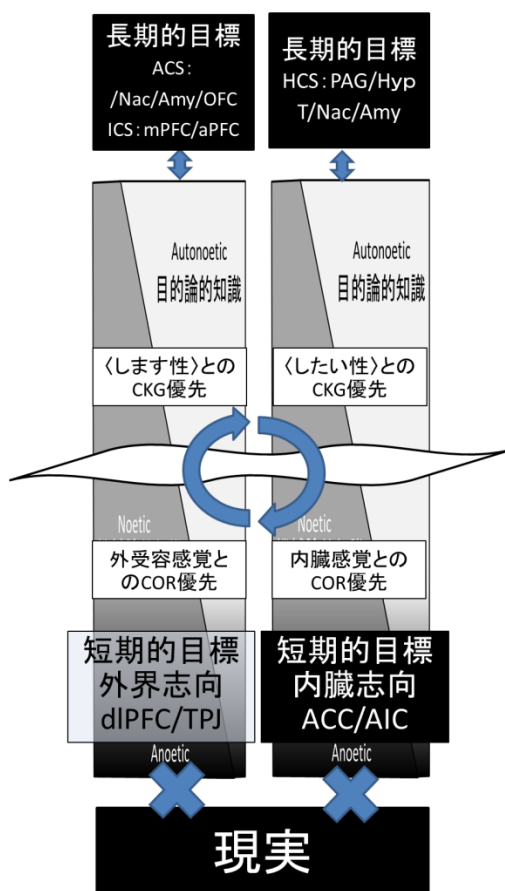 長期的目標
ACS：
/Nac/Amy/OFC
ICS：mPFC/aPFC
長期的目標
HCS：PAG/Hyp
T/Nac/Amy
Autonoetic
目的論的知識
Autonoetic
目的論的知識
〈します性〉との
CKG優先
〈したい性〉との
CKG優先
Noetic
Noetic
外受容感覚と
のCOR優先
内臓感覚との
COR優先
短期的目標
外界志向
dlPFC/TPJ
短期的目標
内臓志向
ACC/AIC
Anoetic
Anoetic
現実